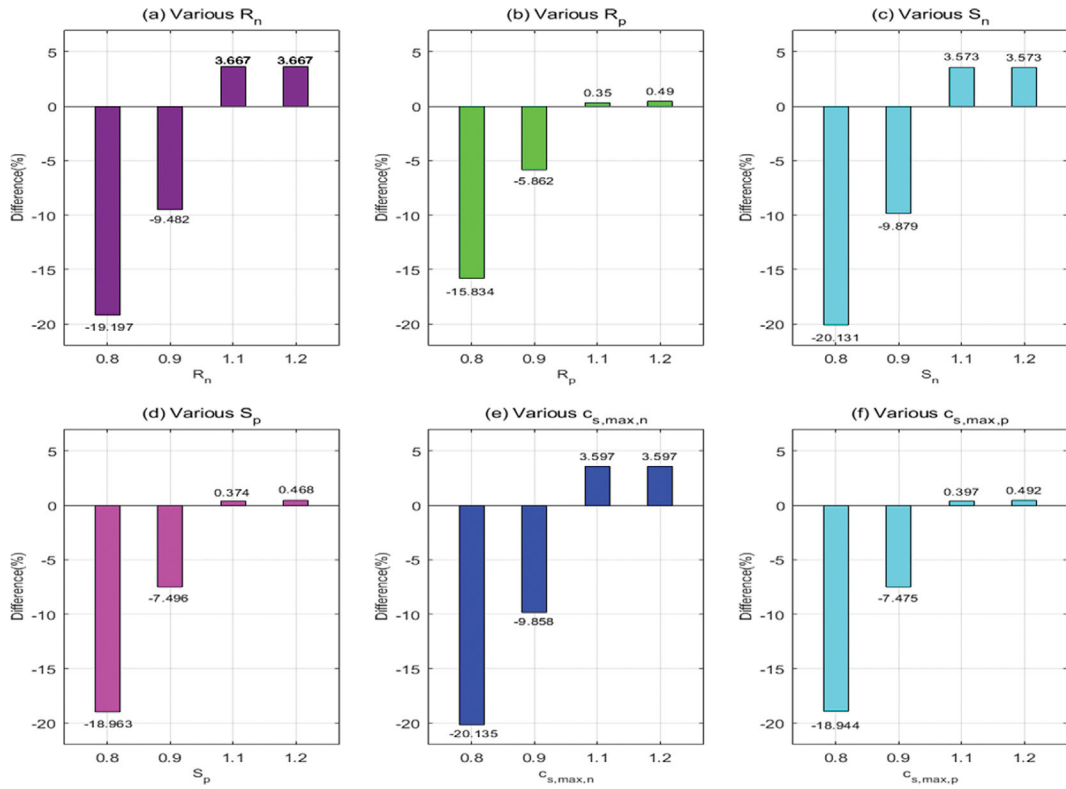 (a) Various Rₙ
5
0
-5
-10
-15
-20
Difference(%)
-19.197
-9.482
3.667
3.667
0.8 0.9 1.1 1.2
Rₙ
(b) Various Rₚ
5
0
-5
-10
-15
-20
Difference(%)
-15.834
-5.862
0.35
0.49
0.8 0.9 1.1 1.2
Rₚ
(c) Various Sₙ
5
0
-5
-10
-15
-20
Difference(%)
-20.131
-9.879
3.573
3.573
0.8 0.9 1.1 1.2
Sₙ
(d) Various Sₚ
5
0
-5
-10
-15
-20
Difference(%)
-18.963
-7.496
0.374
0.468
0.8 0.9 1.1 1.2
Sₚ
(e) Various c_s,max,n
5
0
-5
-10
-15
-20
Difference(%)
-20.135
-9.858
3.597
3.597
0.8 0.9 1.1 1.2
c_s,max,n
(f) Various c_s,max,p
5
0
-5
-10
-15
-20
Difference(%)
-18.944
-7.475
0.397
0.492
0.8 0.9 1.1 1.2
c_s,max,p